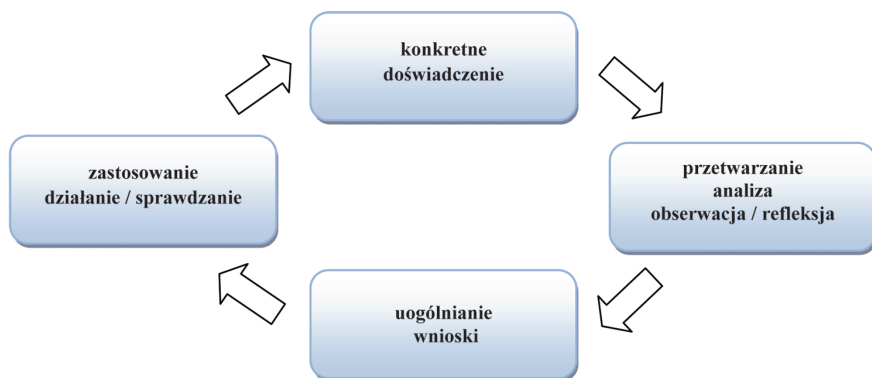 konkretne
doświadczenie
zastosowanie
działanie / sprawdzanie
przetwarzanie
analiza
obserwacja / refleksja
uogólnianie
wnioski